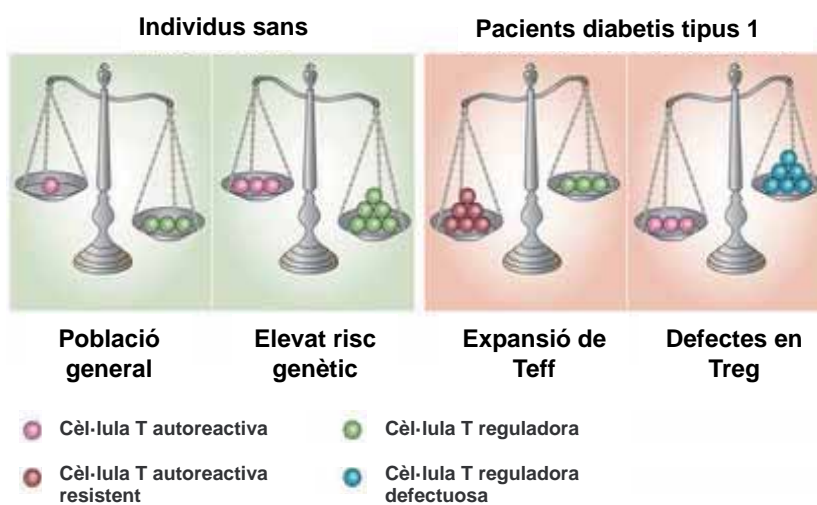 Individus sans
Pacients diabetis tipus 1
Població
general
Elevat risc
genètic
Expansió de
Teff
Defectes en
Treg
Cèl·lula T autoreactiva
Cèl·lula T reguladora
Cèl·lula T autoreactiva
resistent
Cèl·lula T reguladora
defectuosa